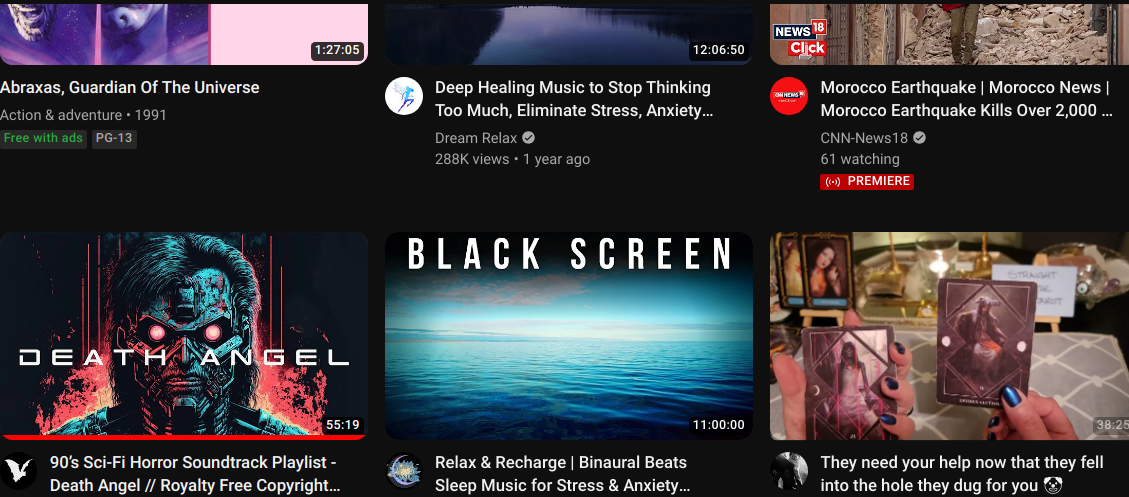 1:27:05
12:06:50
NEWS 18
Click
Abraxas, Guardian Of The Universe
Action & adventure • 1991
Free with ads PG-13
Deep Healing Music to Stop Thinking
Too Much, Eliminate Stress, Anxiety…
Dream Relax
288K views • 1 year ago
Morocco Earthquake | Morocco News |
Morocco Earthquake Kills Over 2,000 …
CNN-News18
61 watching
PREMIERE
DEATH ANGEL
55:19
BLACK SCREEN
11:00:00
STRAIGHT
TAROT
38:25
90's Sci-Fi Horror Soundtrack Playlist -
Death Angel // Royalty Free Copyright…
Relax & Recharge | Binaural Beats
Sleep Music for Stress & Anxiety…
They need your help now that they fell
into the hole they dug for you 🤡